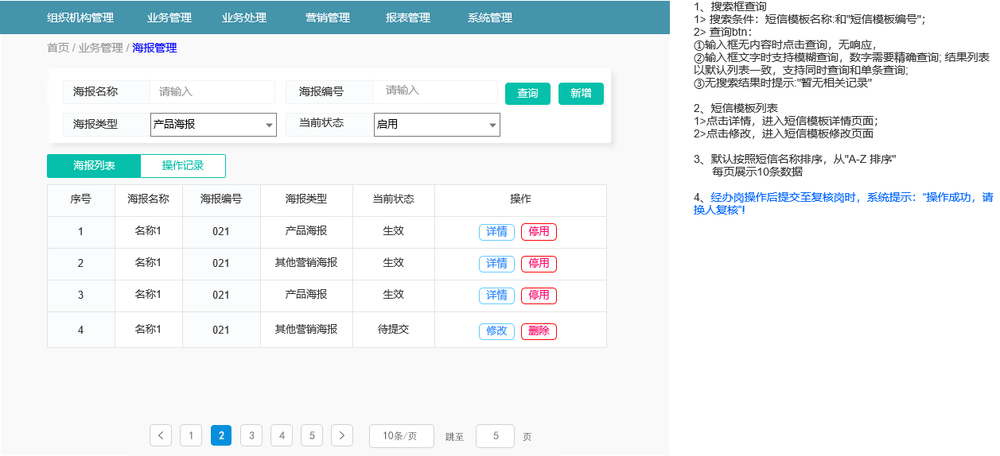 组织机构管理 业务管理 业务处理 营销管理 报表管理 系统管理
首页 / 业务管理 / 海报管理
海报名称 请输入 海报编号 请输入 查询 新增
海报类型 产品海报 当前状态 启用
海报列表 操作记录
序号 海报名称 海报编号 海报类型 当前状态 操作
1 名称1 021 产品海报 生效 详情 停用
2 名称1 021 其他营销海报 生效 详情 停用
3 名称1 021 产品海报 生效 详情 停用
4 名称1 021 其他营销海报 待提交 修改 删除
< 1 2 3 4 5 > 10条/页 跳至 5 页
1、搜索框查询
1> 搜索条件：短信模板名称:和"短信模板编号"；
2> 查询btn：
①输入框无内容时点击查询，无响应，
②输入框文字时支持模糊查询，数字需要精确查询; 结果列表
以默认列表一致，支持同时查询和单条查询;
③无搜索结果时提示:"暂无相关记录"
2、短信模板列表
1>点击详情，进入短信模板详情页面；
2>点击修改，进入短信模板修改页面
3、默认按照短信名称排序，从"A-Z 排序"
每页展示10条数据
4、经办岗操作后提交至复核岗时，系统提示：“操作成功，请
换人复核”!